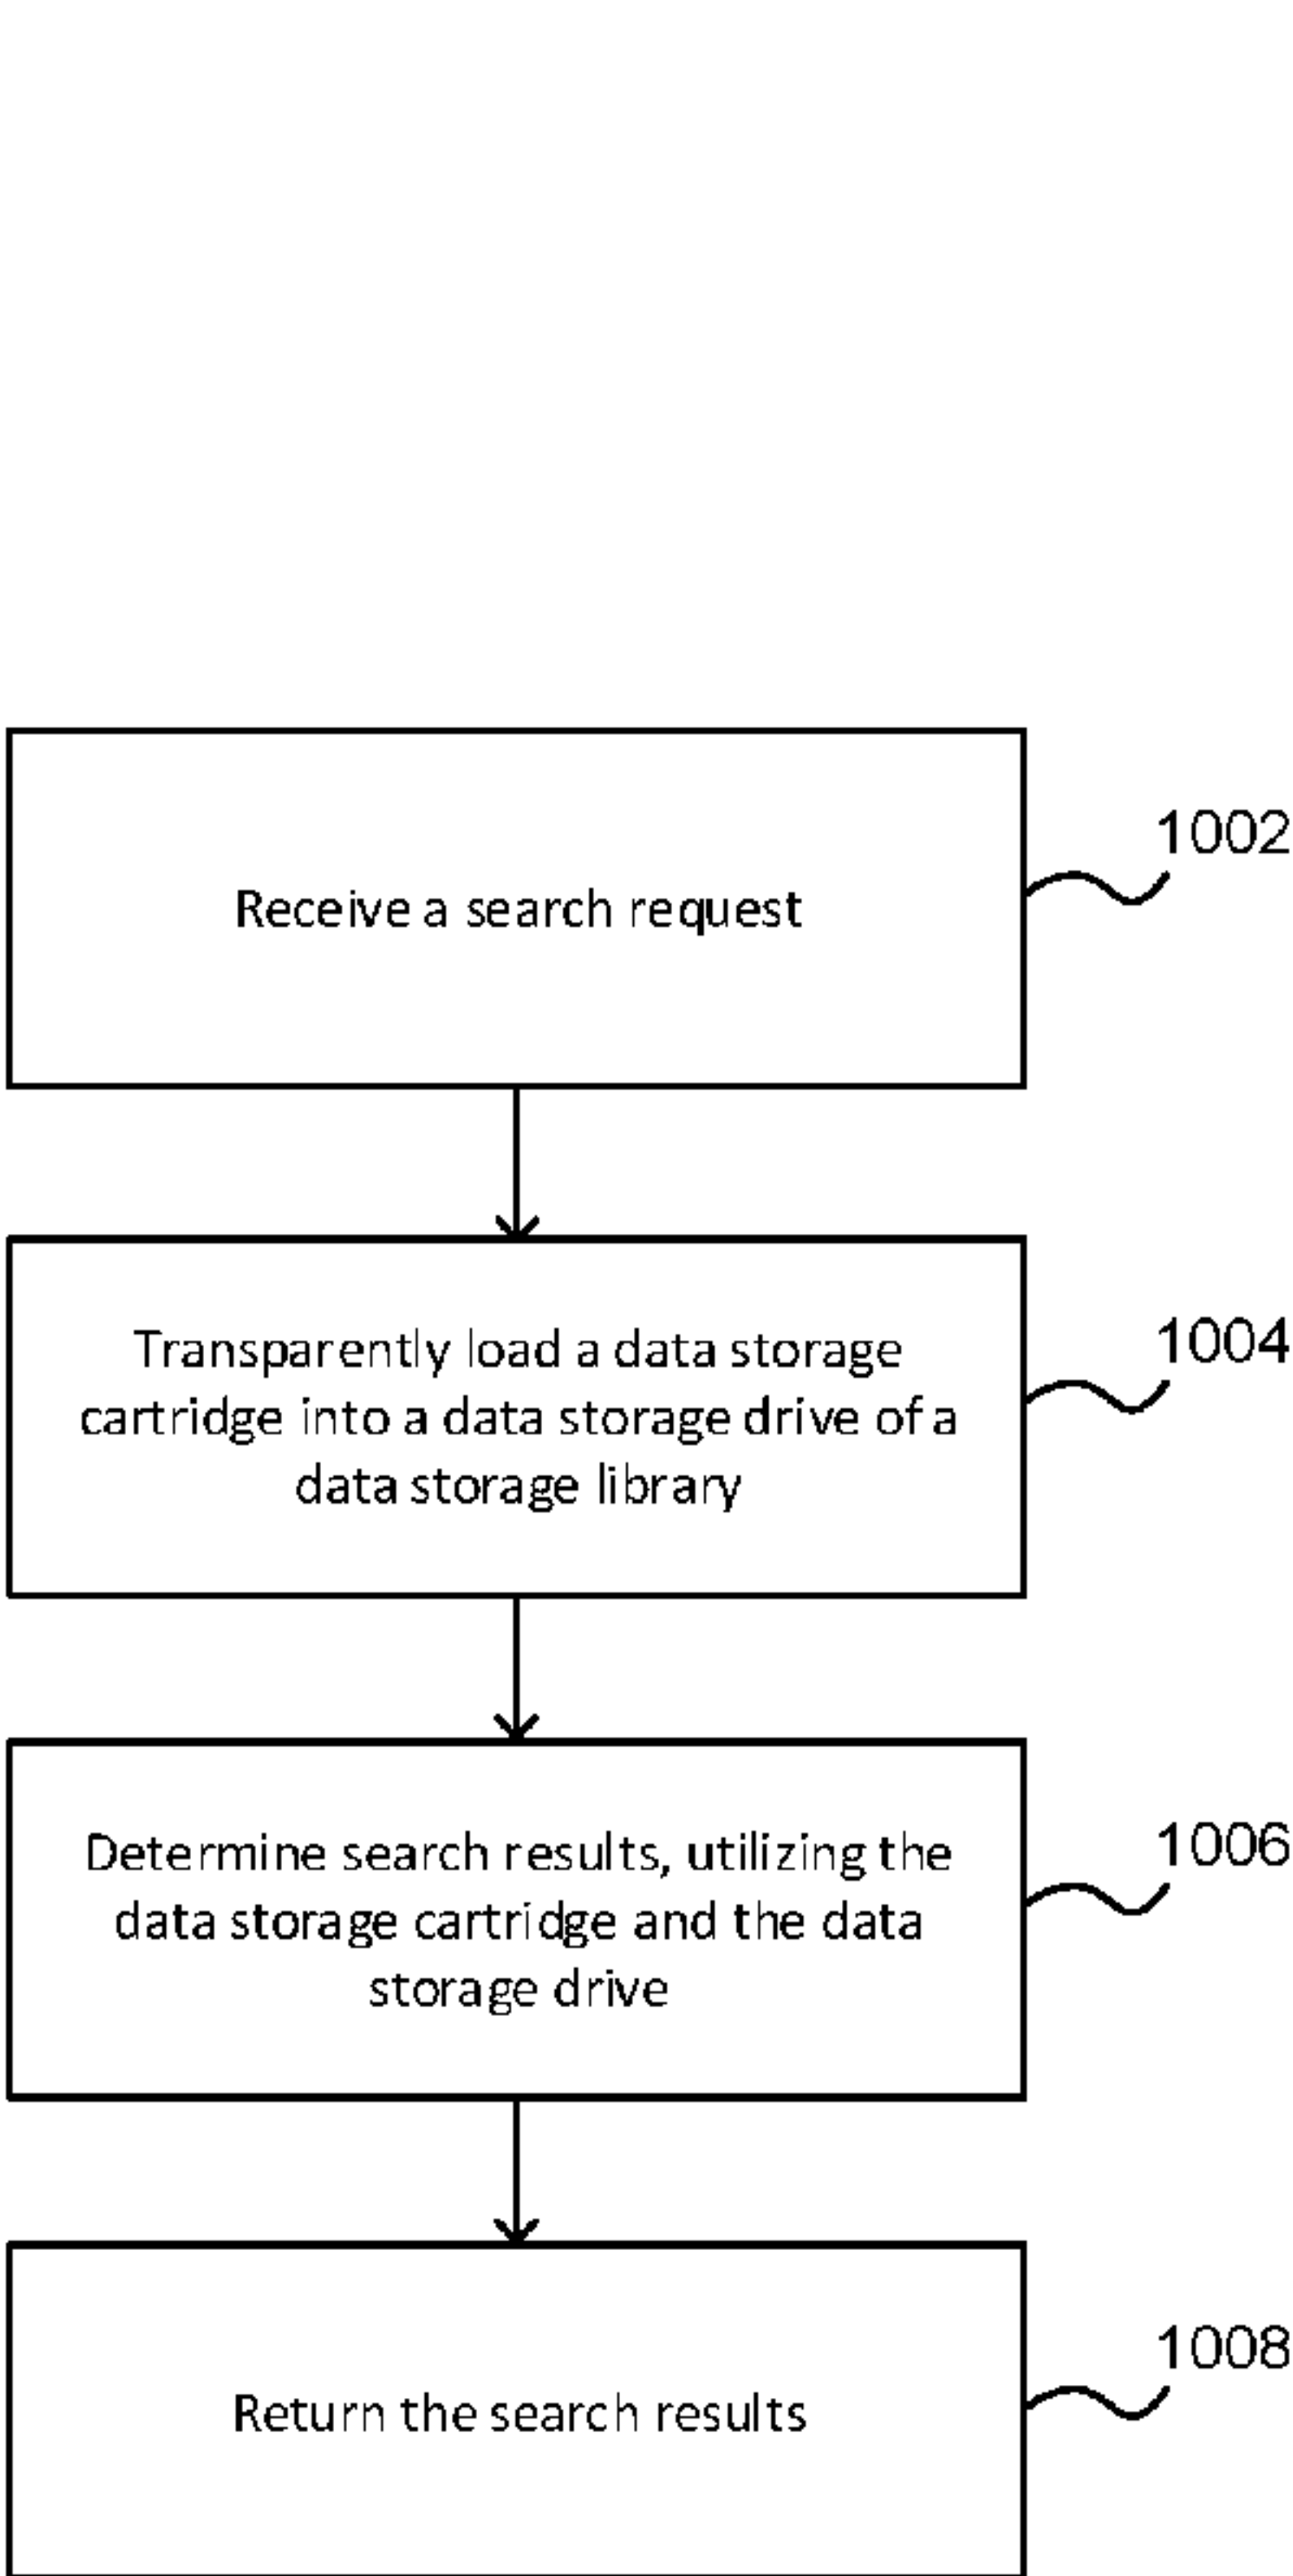 1002
Receive a search request
1004
Transparently load a data storage
cartridge into a data storage drive of a
data storage library
1006
Determine search results, utilizing the
data storage cartridge and the data
storage drive
1008
Return the search results